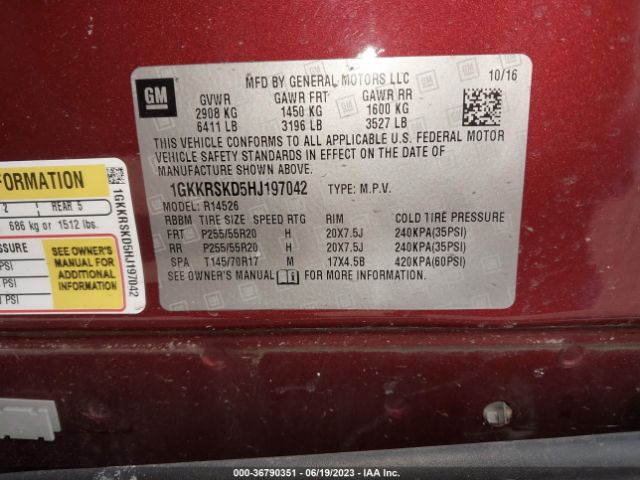 GM
MFD BY GENERAL MOTORS LLC 10/16
GVWR GAWR FRT GAWR RR
2908 KG 1450 KG 1600 KG
6411 LB 3196 LB 3527 LB
THIS VEHICLE CONFORMS TO ALL APPLICABLE U.S. FEDERAL MOTOR
VEHICLE SAFETY STANDARDS IN EFFECT ON THE DATE OF
MANUFACTURE SHOWN ABOVE.
1GKKRSKD5HJ197042 TYPE: M.P.V.
MODEL: R14526
RBBM TIRE SIZE SPEED RTG RIM COLD TIRE PRESSURE
FRT P255/55R20 H 20X7.5J 240KPA(35PSI)
RR P255/55R20 H 20X7.5J 240KPA(35PSI)
SPA T145/70R17 M 17X4.5B 420KPA(60PSI)
SEE OWNER'S MANUAL i FOR MORE INFORMATION.
FORMATION
2 REAR 5
686 kg or 1512 lbs.
SEE OWNER'S
MANUAL FOR
ADDITIONAL
INFORMATION
PSI
PSI
PSI
1GKKRSKD5HJ197042
000-36790351 - 06/19/2023 - IAA Inc.